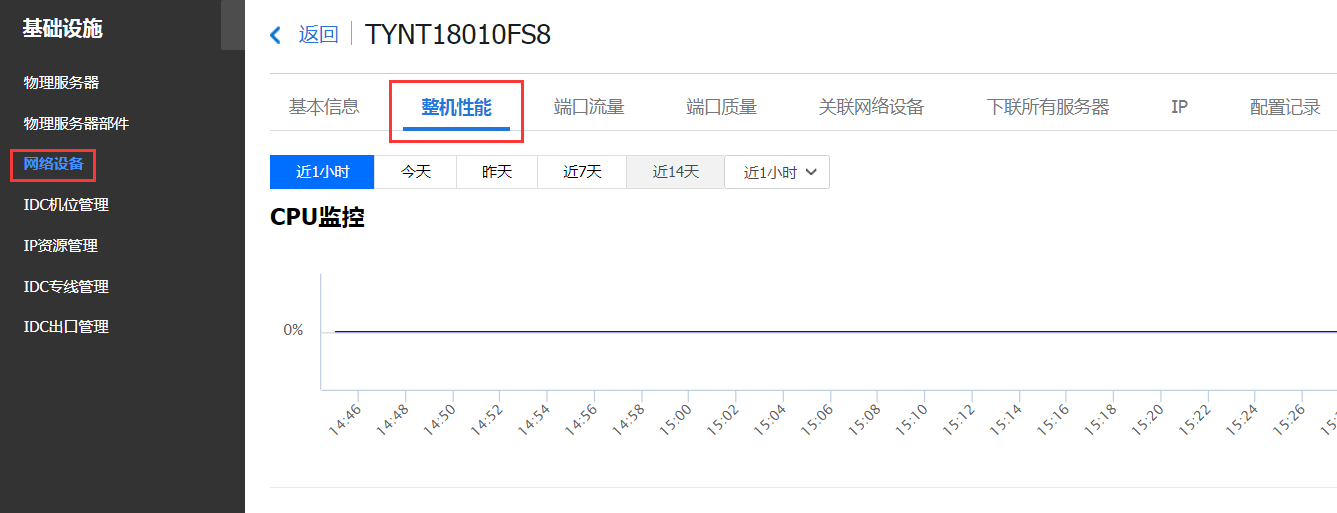 基础设施
物理服务器
物理服务器部件
网络设备
IDC机位管理
IP资源管理
IDC专线管理
IDC出口管理
返回 TYNT18010FS8
基本信息 整机性能 端口流量 端口质量 关联网络设备 下联所有服务器 IP 配置记录
近1小时 今天 昨天 近7天 近14天 近1小时
CPU监控
0%
14:46 14:48 14:50 14:52 14:54 14:56 14:58 15:00 15:02 15:04 15:06 15:08 15:10 15:12 15:14 15:16 15:18 15:20 15:22 15:24 15:26